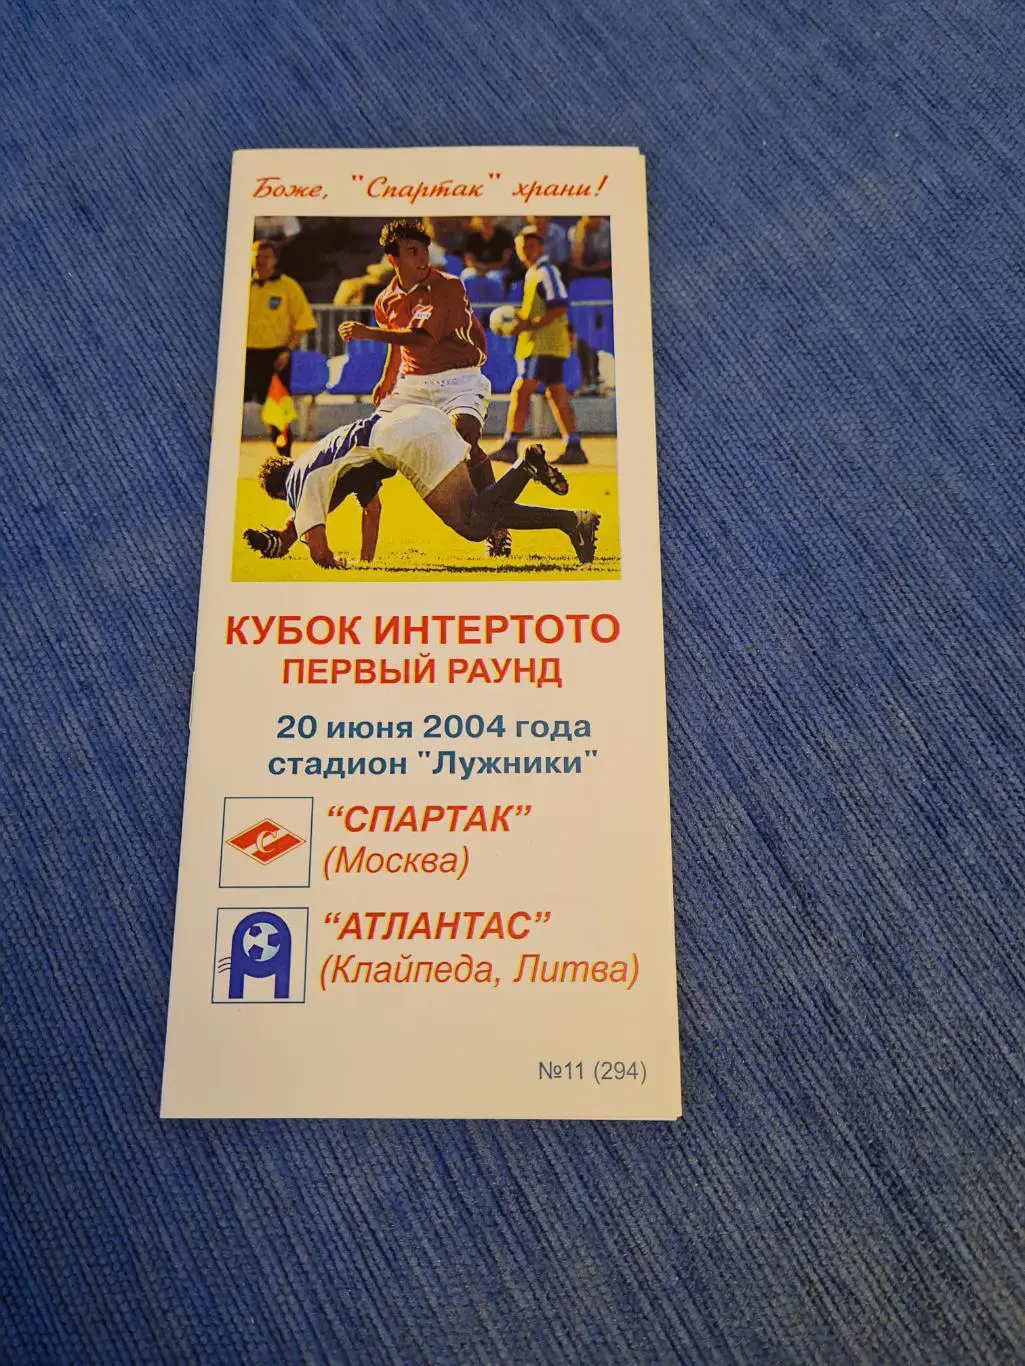 Боже, "Спартак" храни!
КУБОК ИНТЕРТОТО
ПЕРВЫЙ РАУНД
20 июня 2004 года
стадион "Лужники"
С
“СПАРТАК”
(Москва)
“АТЛАНТАС”
(Клайпеда, Литва)
№11 (294)